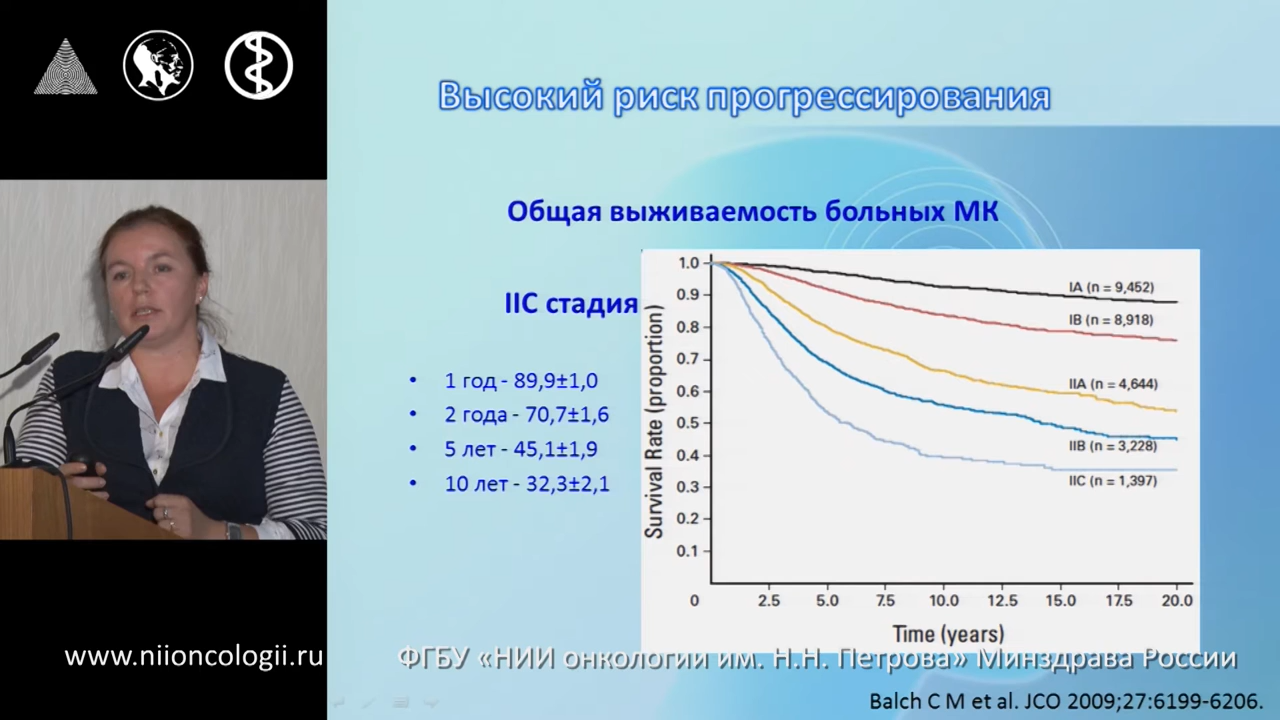 Высокий риск прогрессирования
Общая выживаемость больных МК
IIC стадия
• 1 год - 89,9±1,0
• 2 года - 70,7±1,6
• 5 лет - 45,1±1,9
• 10 лет - 32,3±2,1
Survival Rate (proportion)
1.0
0.9
0.8
0.7
0.6
0.5
0.4
0.3
0.2
0.1
IA (n = 9,452)
IB (n = 8,918)
IIA (n = 4,644)
IIB (n = 3,228)
IIC (n = 1,397)
0 2.5 5.0 7.5 10.0 12.5 15.0 17.5 20.0
Time (years)
www.niioncologii.ru
ФГБУ «НИИ онкологии им. Н.Н. Петрова» Минздрава России
Balch C M et al. JCO 2009;27:6199-6206.